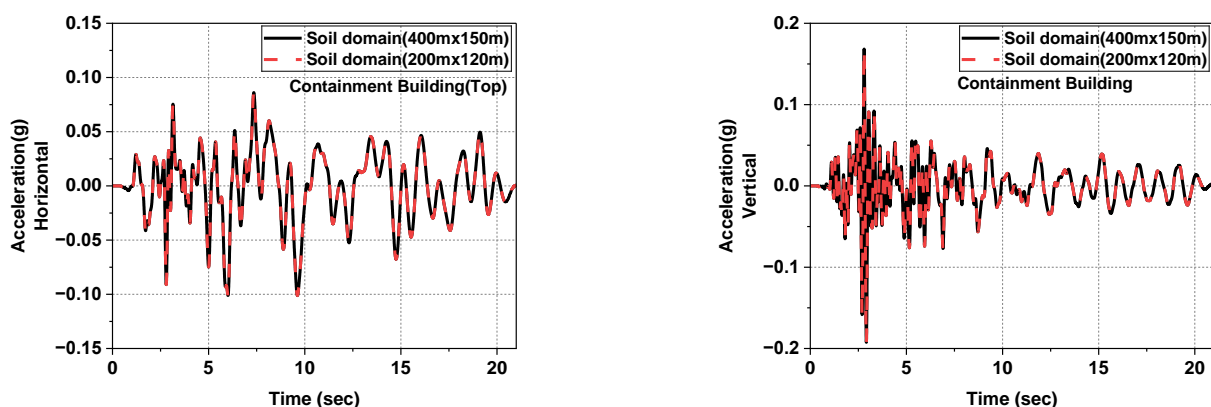 0.15
0.10
0.05
0.00
−0.05
−0.10
−0.15
Acceleration(g)
Horizontal
Soil domain(400mx150m)
Soil domain(200mx120m)
Containment Building(Top)
0 5 10 15 20
Time (sec)
0.2
0.1
0.0
−0.1
−0.2
Acceleration(g)
Vertical
Soil domain(400mx150m)
Soil domain(200mx120m)
Containment Building
0 5 10 15 20
Time (sec)